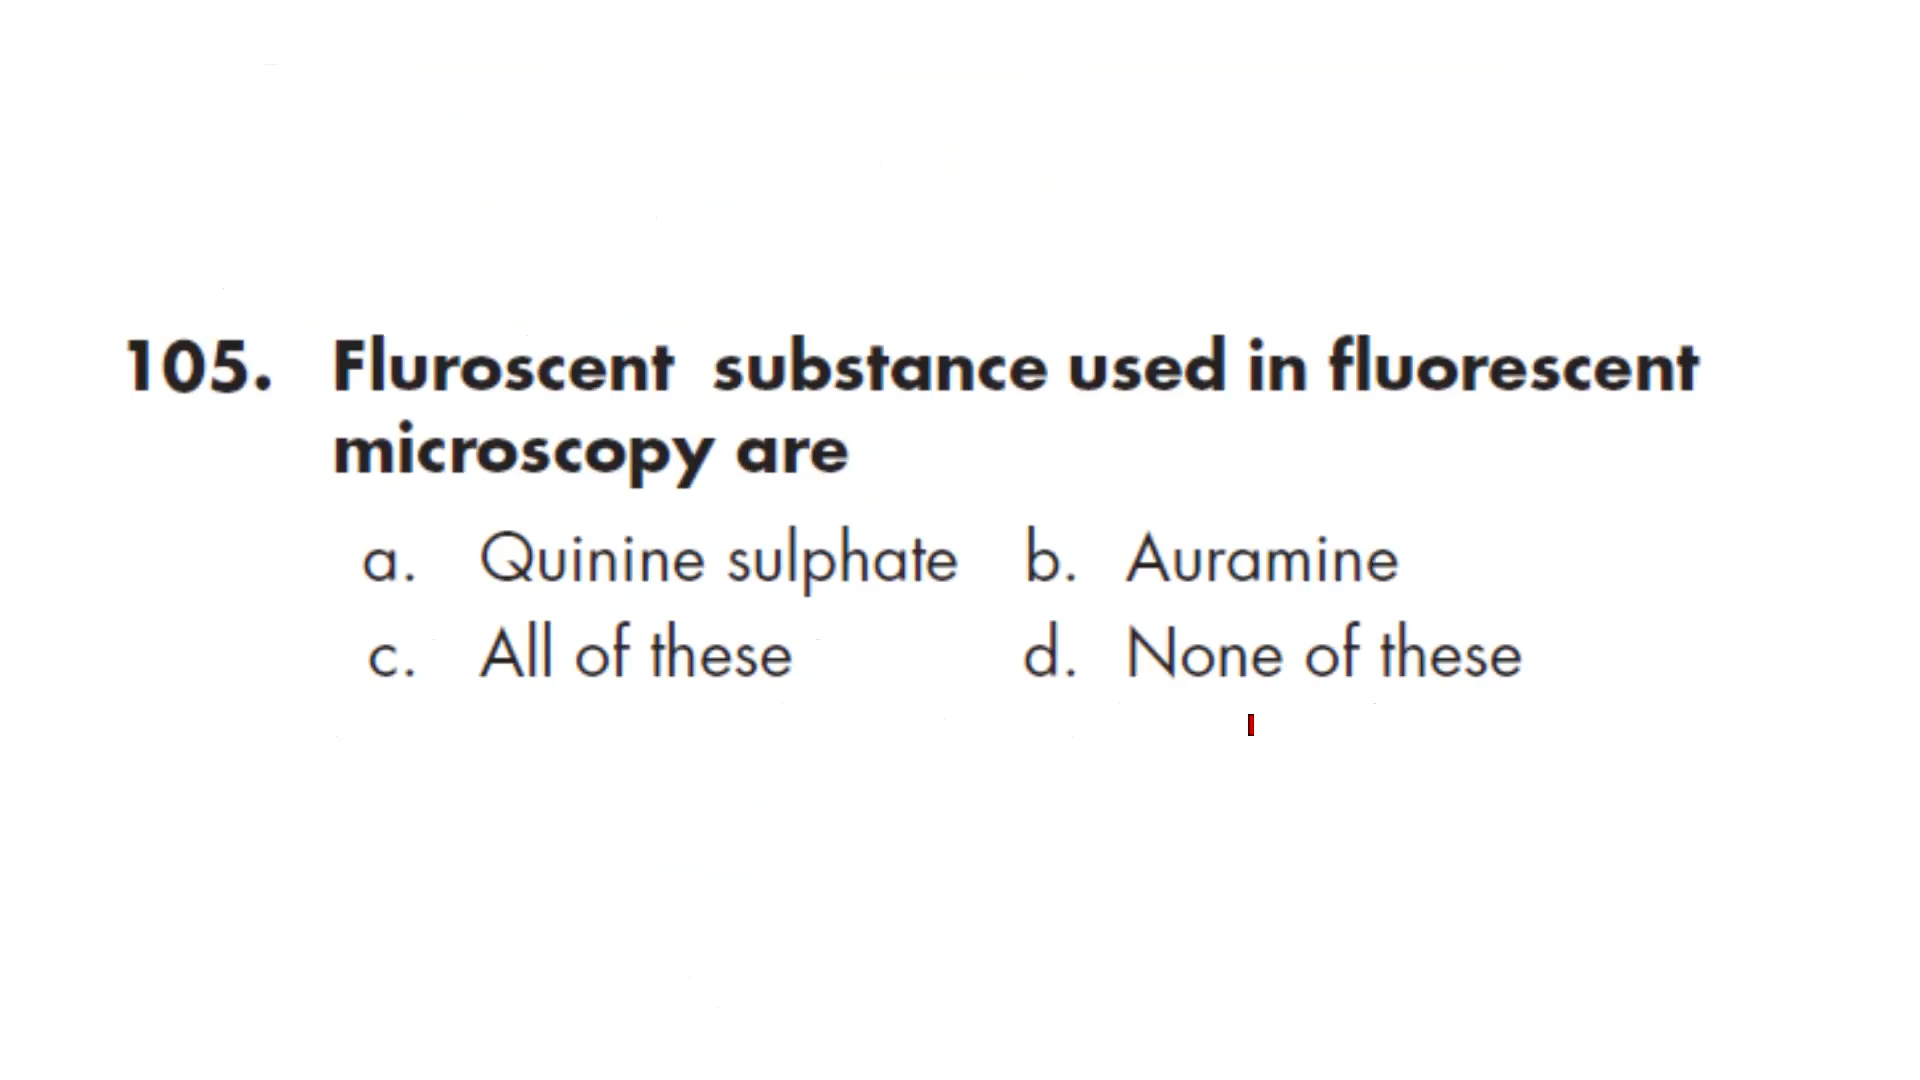 105. Fluroscent substance used in fluorescent
microscopy are
a. Quinine sulphate b. Auramine
c. All of these d. None of these